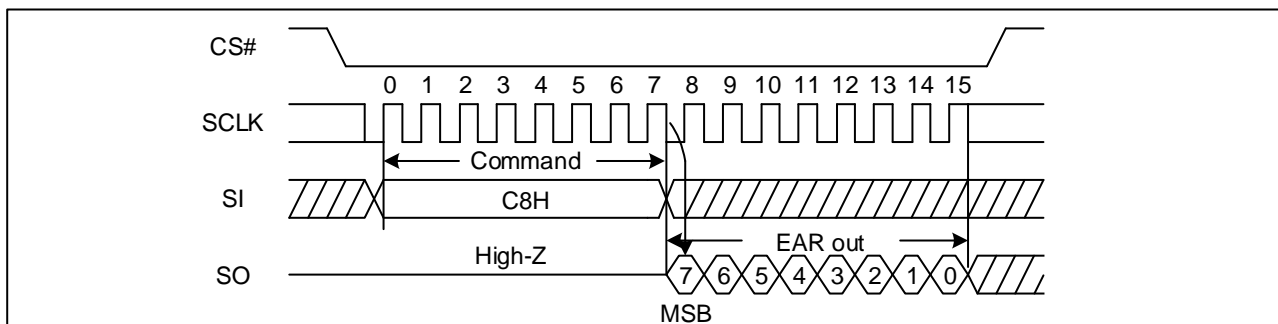 CS#
0 1 2 3 4 5 6 7 8 9 10 11 12 13 14 15
SCLK
Command
SI
C8H
EAR out
High-Z
SO
7 6 5 4 3 2 1 0
MSB